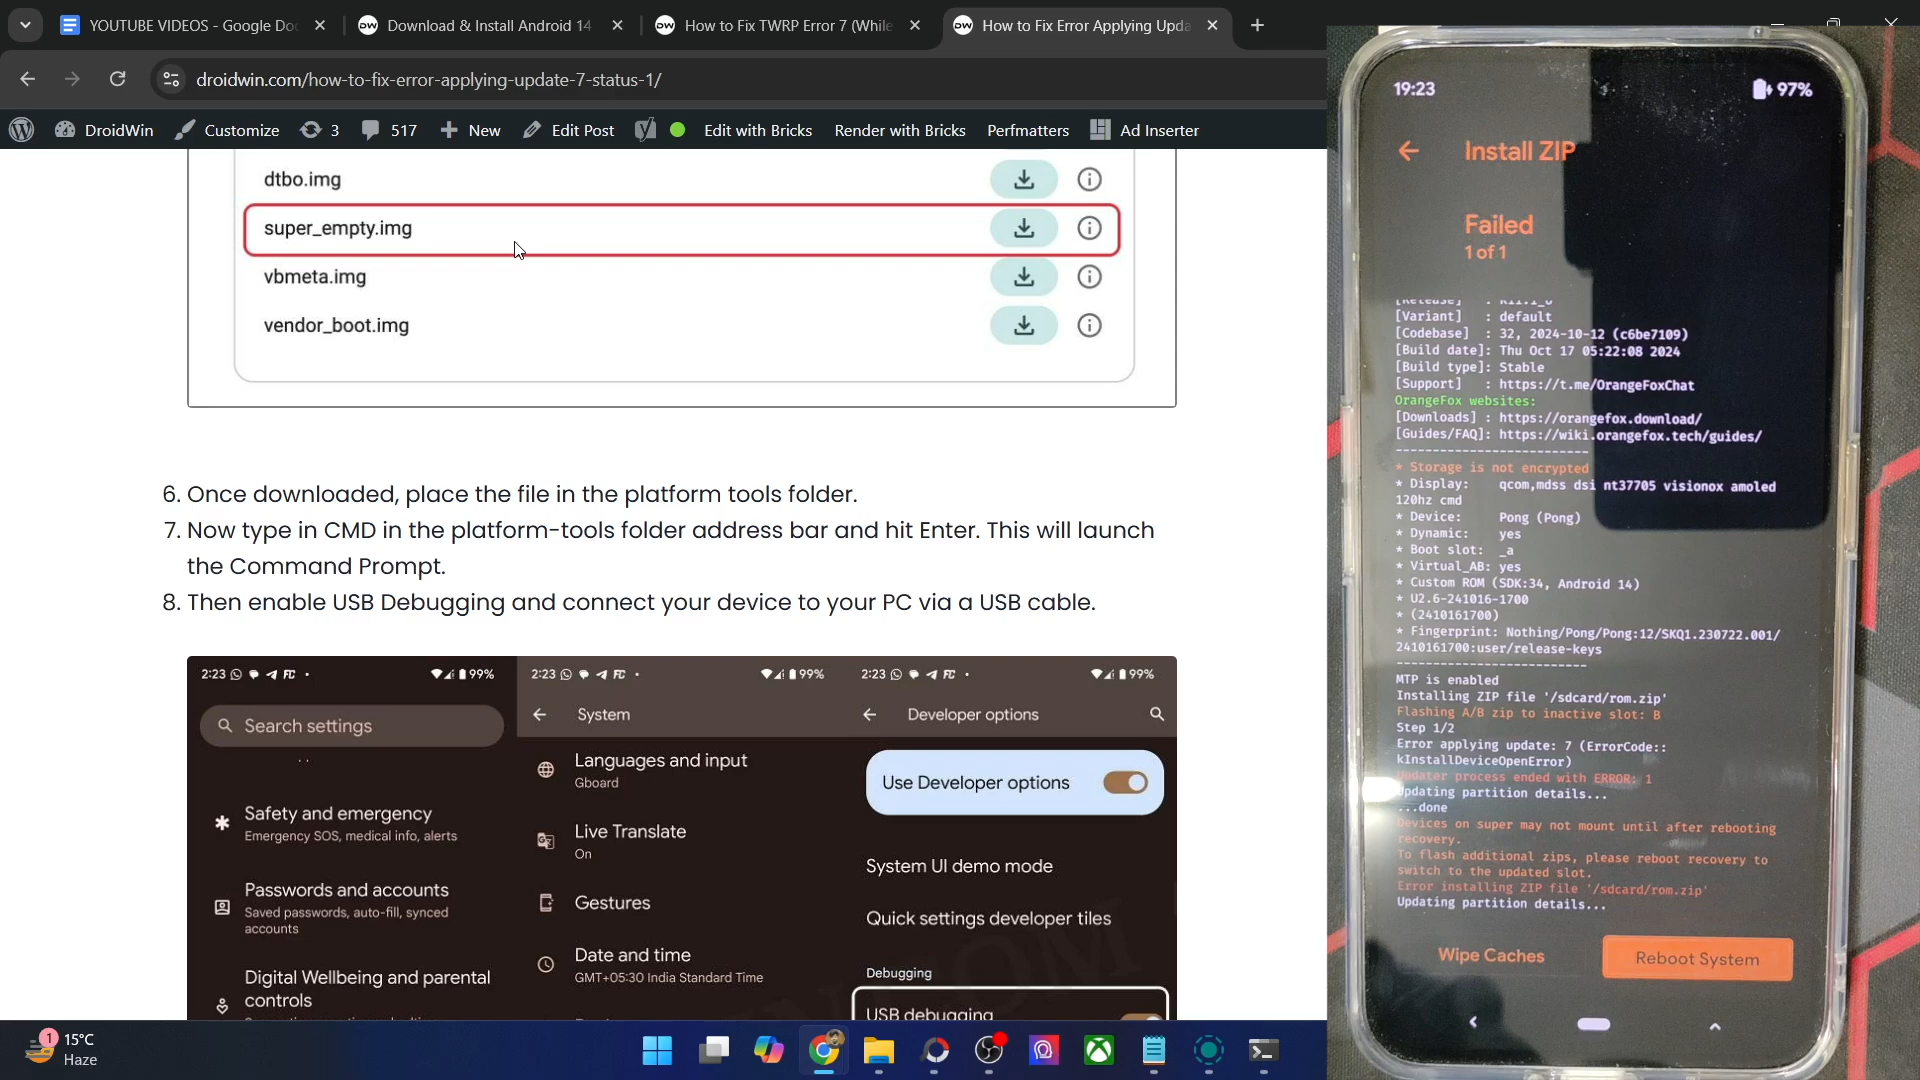 YOUTUBE VIDEOS - Google Do
Download & Install Android 14
How to Fix TWRP Error 7 (While
How to Fix Error Applying Upda
droidwin.com/how-to-fix-error-applying-update-7-status-1/
DroidWin
Customize
3
517
New
Edit Post
Edit with Bricks
Render with Bricks
Perfmatters
Ad Inserter
dtbo.img
super_empty.img
vbmeta.img
vendor_boot.img
6. Once downloaded, place the file in the platform tools folder.
7. Now type in CMD in the platform-tools folder address bar and hit Enter. This will launch
the Command Prompt.
8. Then enable USB Debugging and connect your device to your PC via a USB cable.
2:23 FC 99%
Search settings
Safety and emergency
Emergency SOS, medical info, alerts
Passwords and accounts
Saved passwords, auto-fill, synced
accounts
Digital Wellbeing and parental
controls
2:23 FC 99%
System
Languages and input
Gboard
Live Translate
On
Gestures
Date and time
GMT+05:30 India Standard Time
2:23 FC 99%
Developer options
Use Developer options
System UI demo mode
Quick settings developer tiles
Debugging
USB debugging
1
15°C
Haze
19:23
97%
Install ZIP
Failed
1 of 1
[Release] : R11.1_0
[Variant] : default
[Codebase] : 32, 2024-10-12 (c6be7109)
[Build date]: Thu Oct 17 05:22:08 2024
[Build type]: Stable
[Support] : https://t.me/OrangeFoxChat
OrangeFox websites:
[Downloads] : https://orangefox.download/
[Guides/FAQ]: https://wiki.orangefox.tech/guides/
--------------------------
* Storage is not encrypted
* Display: qcom,mdss dsi nt37705 visionox amoled
120hz cmd
* Device: Pong (Pong)
* Dynamic: yes
* Boot slot: _a
* Virtual_AB: yes
* Custom ROM (SDK:34, Android 14)
* U2.6-241016-1700
* (2410161700)
* Fingerprint: Nothing/Pong/Pong:12/SKQ1.230722.001/
2410161700:user/release-keys
--------------------------
MTP is enabled
Installing ZIP file '/sdcard/rom.zip'
Flashing A/B zip to inactive slot: B
Step 1/2
Error applying update: 7 (ErrorCode::
kInstallDeviceOpenError)
Updater process ended with ERROR: 1
Updating partition details...
...done
Devices on super may not mount until after rebooting
recovery.
To flash additional zips, please reboot recovery to
switch to the updated slot.
Error installing ZIP file '/sdcard/rom.zip'
Updating partition details...
Wipe Caches
Reboot System